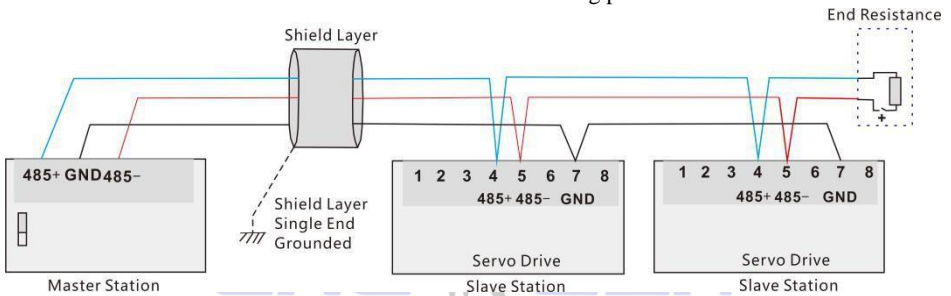 End Resistance
Shield Layer
+
485+ GND 485-
1 2 3 4 5 6 7 8
485+ 485- GND
1 2 3 4 5 6 7 8
485+ 485- GND
Shield Layer
Single End
Grounded
Servo Drive
Servo Drive
Master Station
Slave Station
Slave Station